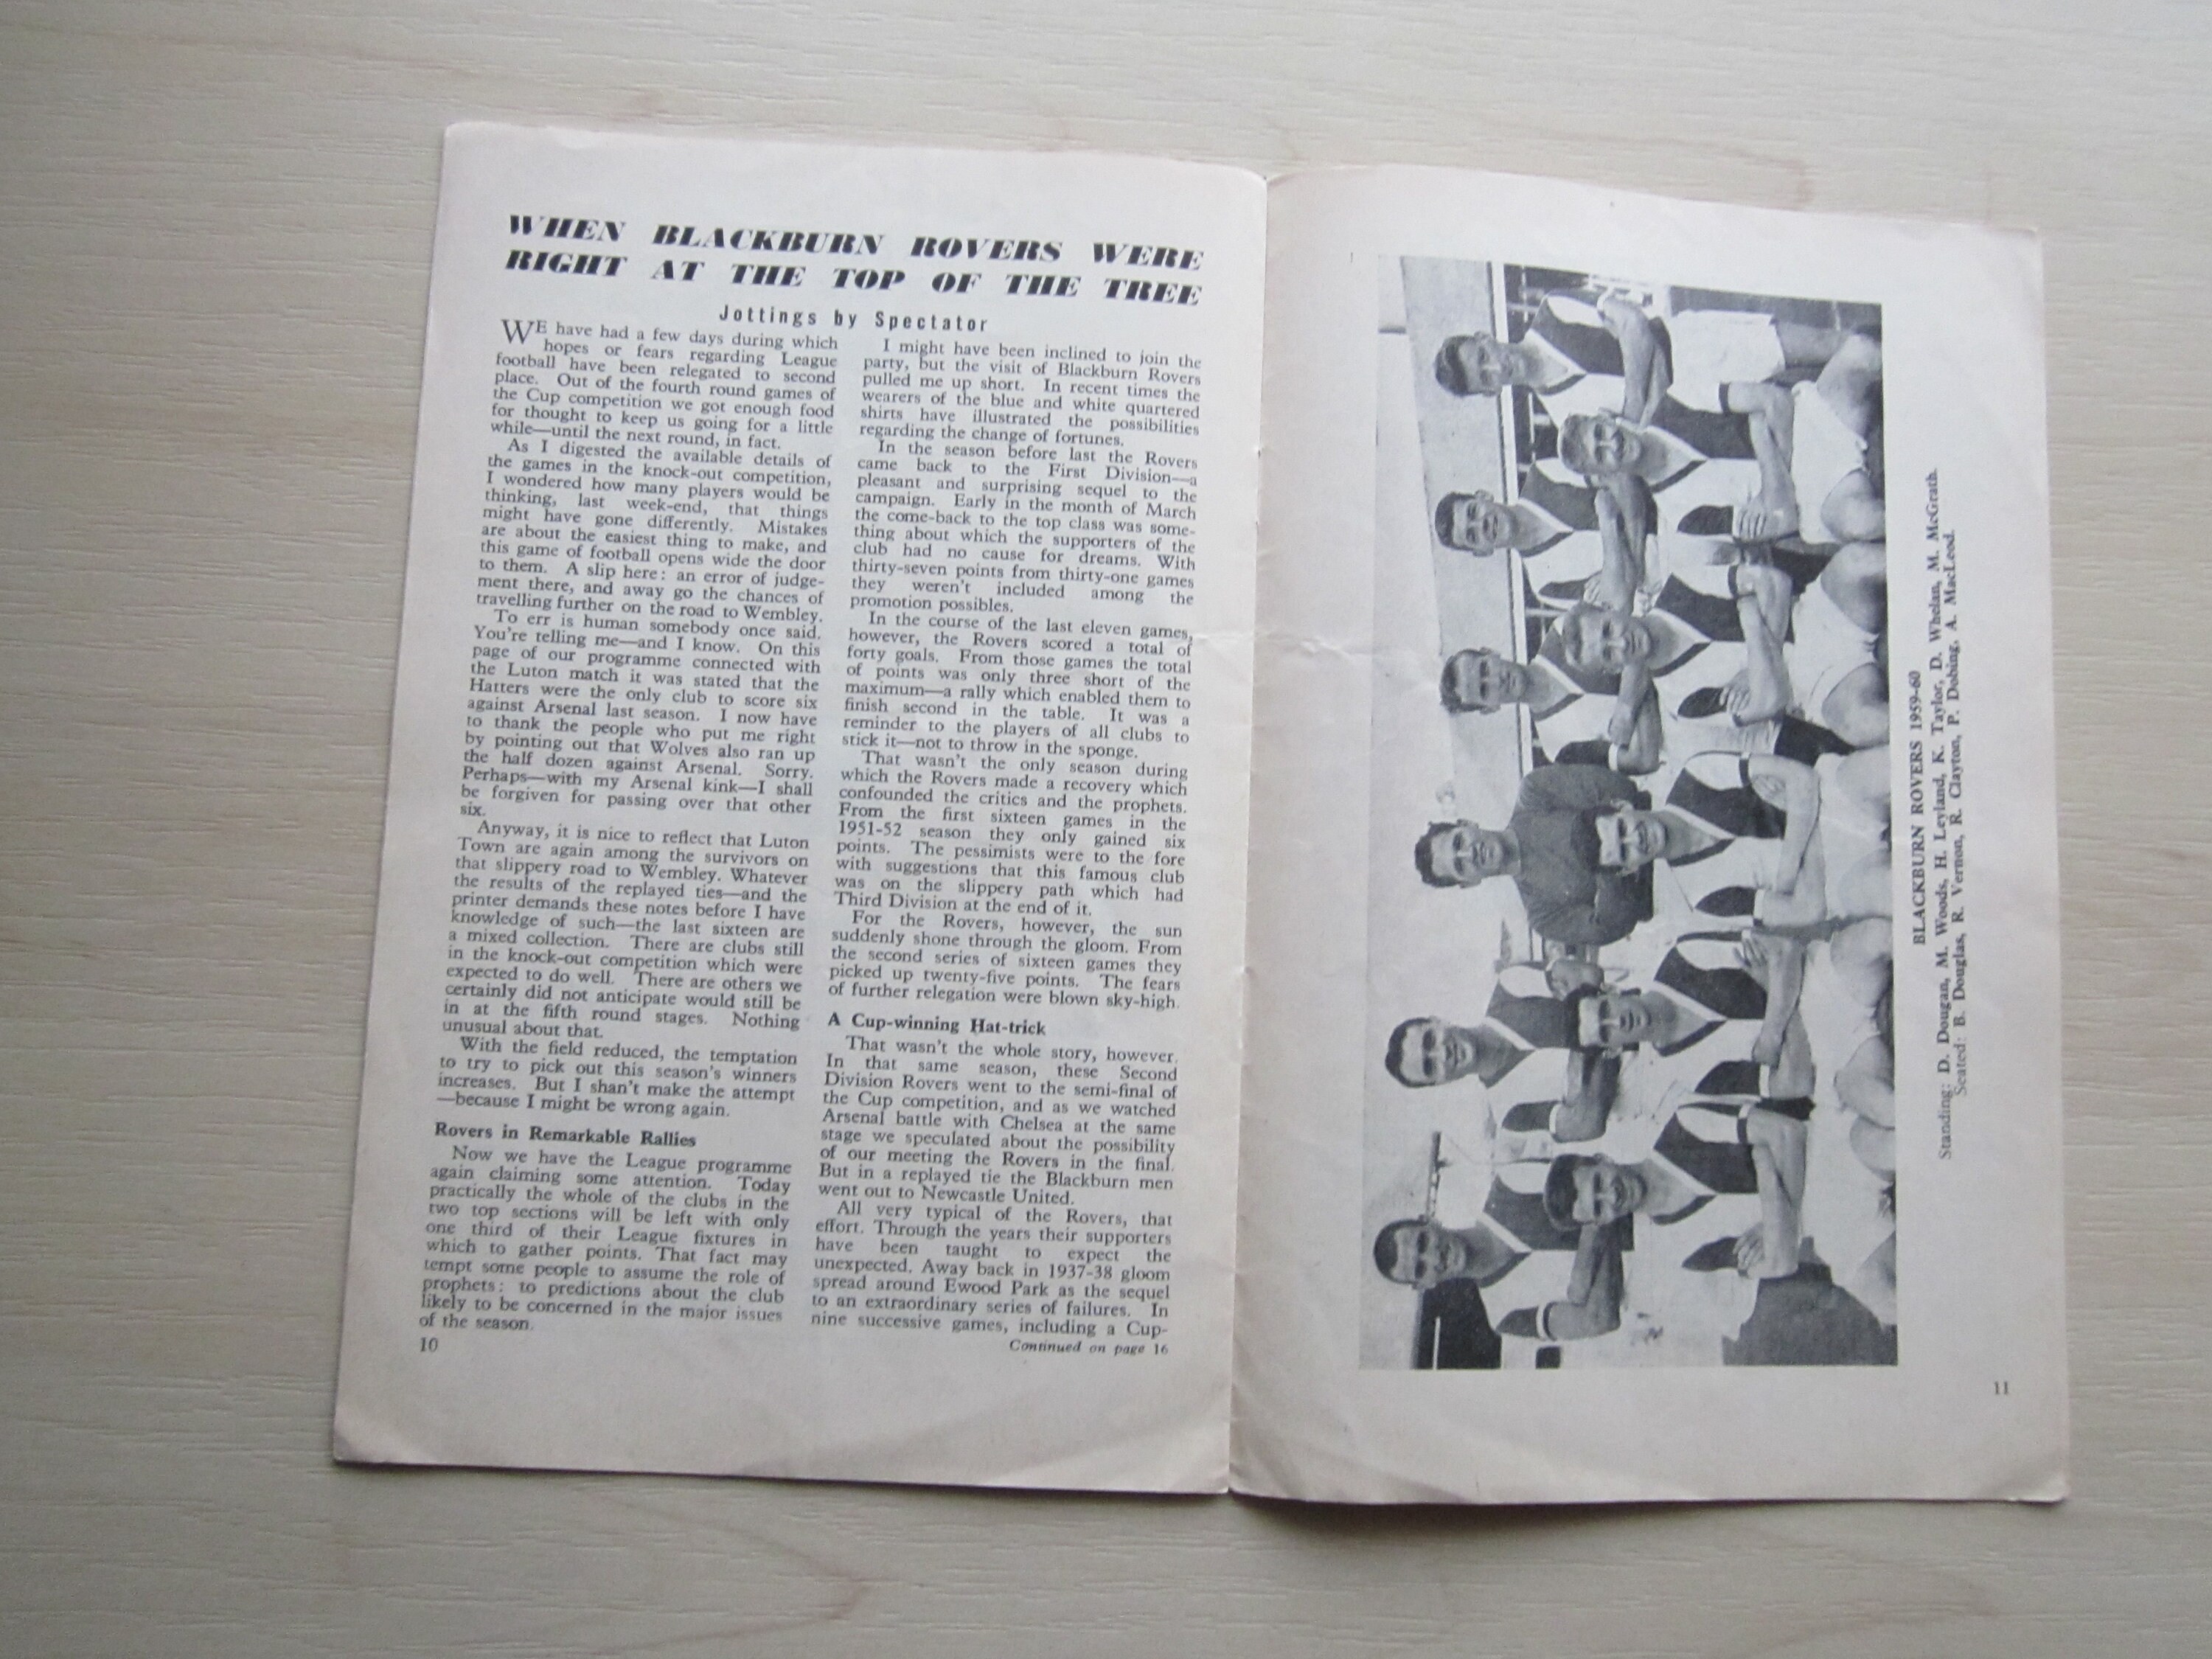 WHEN BLACKBURN ROVERS WERE
RIGHT AT THE TOP OF THE TREE
Jottings by Spectator
WE have had a few days during which
hopes or fears regarding League
football have been relegated to second
place. Out of the fourth round games of
the Cup competition we got enough food
for thought to keep us going for a little
while—until the next round, in fact.
As I digested the available details of
the games in the knock-out competition,
I wondered how many players would be
thinking, last week-end, that things
might have gone differently. Mistakes
are about the easiest thing to make, and
this game of football opens wide the door
to them. A slip here: an error of judge-
ment there, and away go the chances of
travelling further on the road to Wembley.
To err is human somebody once said.
You're telling me—and I know. On this
page of our programme connected with
the Luton match it was stated that the
Hatters were the only club to score six
against Arsenal last season. I now have
to thank the people who put me right
by pointing out that Wolves also ran up
the half dozen against Arsenal. Sorry.
Perhaps—with my Arsenal kink—I shall
be forgiven for passing over that other
six.
Anyway, it is nice to reflect that Luton
Town are again among the survivors on
that slippery road to Wembley. Whatever
the results of the replayed ties—and the
printer demands these notes before I have
knowledge of such—the last sixteen are
a mixed collection. There are clubs still
in the knock-out competition which were
expected to do well. There are others we
certainly did not anticipate would still be
in at the fifth round stages. Nothing
unusual about that.
With the field reduced, the temptation
to try to pick out this season's winners
increases. But I shan't make the attempt
—because I might be wrong again.
Rovers in Remarkable Rallies
Now we have the League programme
again claiming some attention. Today
practically the whole of the clubs in the
two top sections will be left with only
one third of their League fixtures in
which to gather points. That fact may
tempt some people to assume the role of
prophets: to predictions about the club
likely to be concerned in the major issues
of the season.
10
I might have been inclined to join the
party, but the visit of Blackburn Rovers
pulled me up short. In recent times the
wearers of the blue and white quartered
shirts have illustrated the possibilities
regarding the change of fortunes.
In the season before last the Rovers
came back to the First Division—a
pleasant and surprising sequel to the
campaign. Early in the month of March
the come-back to the top class was some-
thing about which the supporters of the
club had no cause for dreams. With
thirty-seven points from thirty-one games
they weren't included among the
promotion possibles.
In the course of the last eleven games,
however, the Rovers scored a total of
forty goals. From those games the total
of points was only three short of the
maximum—a rally which enabled them to
finish second in the table. It was a
reminder to the players of all clubs to
stick it—not to throw in the sponge.
That wasn't the only season during
which the Rovers made a recovery which
confounded the critics and the prophets.
From the first sixteen games in the
1951-52 season they only gained six
points. The pessimists were to the fore
with suggestions that this famous club
was on the slippery path which had
Third Division at the end of it.
For the Rovers, however, the sun
suddenly shone through the gloom. From
the second series of sixteen games they
picked up twenty-five points. The fears
of further relegation were blown sky-high.
A Cup-winning Hat-trick
That wasn't the whole story, however.
In that same season, these Second
Division Rovers went to the semi-final of
the Cup competition, and as we watched
Arsenal battle with Chelsea at the same
stage we speculated about the possibility
of our meeting the Rovers in the final.
But in a replayed tie the Blackburn men
went out to Newcastle United.
All very typical of the Rovers, that
effort. Through the years their supporters
have been taught to expect the
unexpected. Away back in 1937-38 gloom
spread around Ewood Park as the sequel
to an extraordinary series of failures. In
nine successive games, including a Cup-
Continued on page 16
BLACKBURN ROVERS 1959-60
Standing: D. Dougan, M. Woods, H. Leyland, K. Taylor, D. Whelan, M. McGrath.
Seated: B. Douglas, R. Vernon, R. Clayton, P. Dobing, A. MacLeod.
11